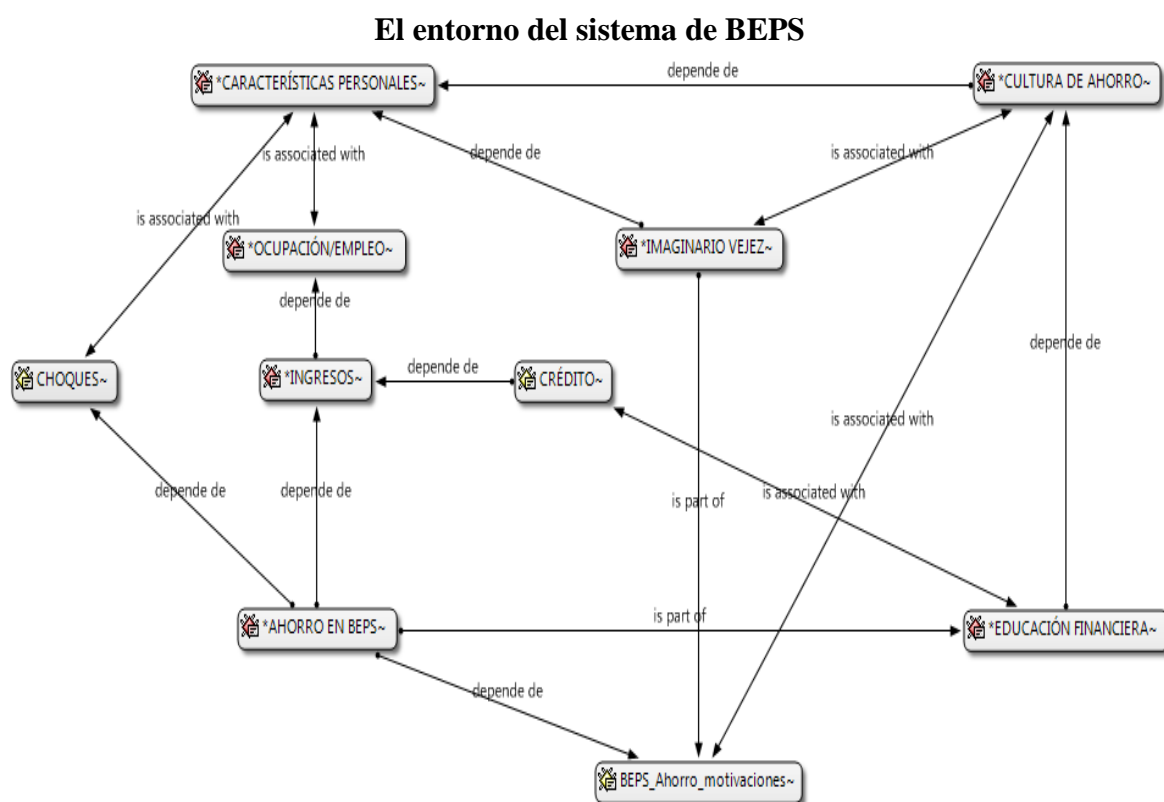 El entorno del sistema de BEPS
depende de
*CARACTERÍSTICAS PERSONALES~
*CULTURA DE AHORRO~
is associated with
depende de
is associated with
is associated with
*OCUPACIÓN/EMPLEO~
*IMAGINARIO VEJEZ~
depende de
depende de
depende de
CHOQUES~
*INGRESOS~
CRÉDITO~
is associated with
depende de
depende de
is part of
is associated with
is part of
*AHORRO EN BEPS~
*EDUCACIÓN FINANCIERA~
depende de
BEPS_Ahorro_motivaciones~